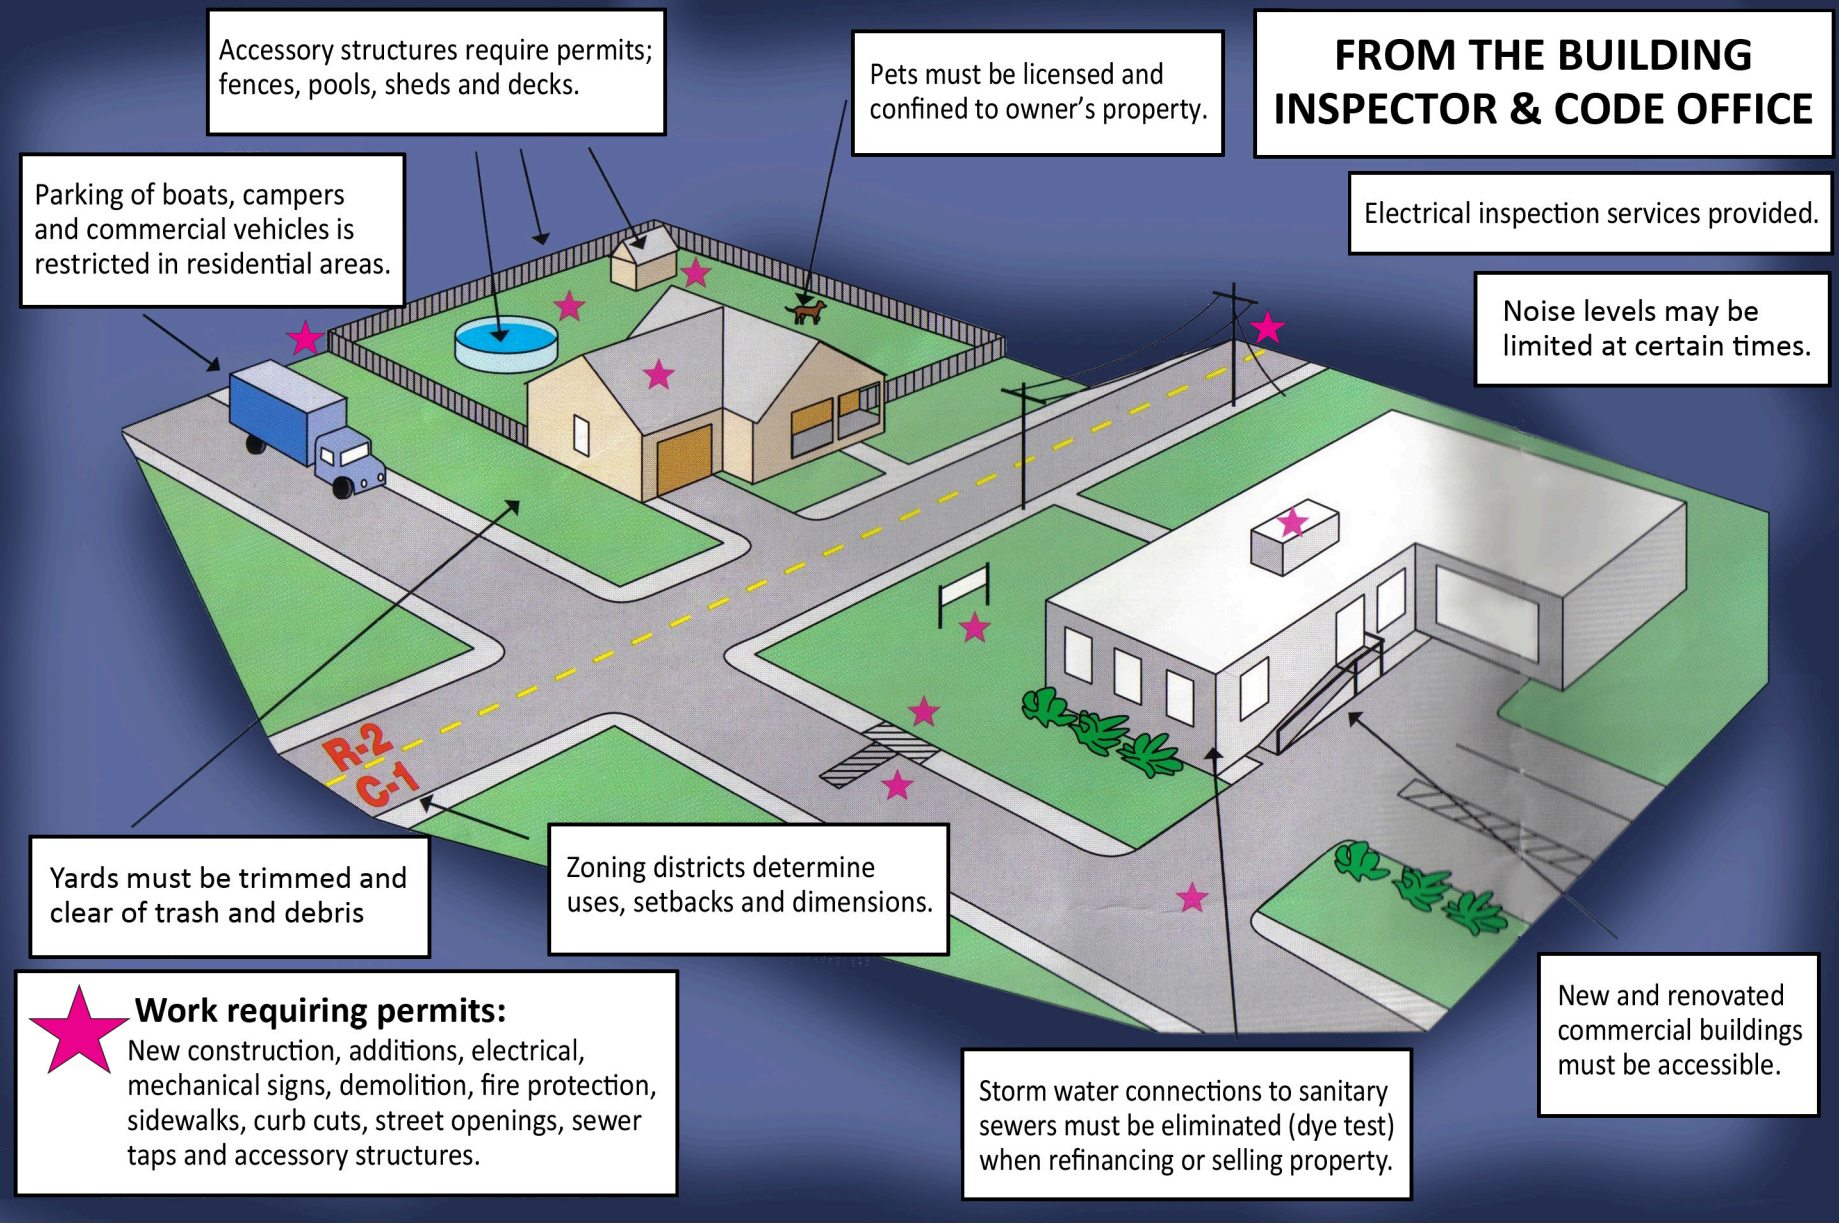 Accessory structures require permits;
fences, pools, sheds and decks.
Pets must be licensed and
confined to owner's property.
FROM THE BUILDING
INSPECTOR & CODE OFFICE
Parking of boats, campers
and commercial vehicles is
restricted in residential areas.
Electrical inspection services provided.
Noise levels may be
limited at certain times.
R-2
C-1
Yards must be trimmed and
clear of trash and debris
Zoning districts determine
uses, setbacks and dimensions.
Work requiring permits:
New construction, additions, electrical,
mechanical signs, demolition, fire protection,
sidewalks, curb cuts, street openings, sewer
taps and accessory structures.
Storm water connections to sanitary
sewers must be eliminated (dye test)
when refinancing or selling property.
New and renovated
commercial buildings
must be accessible.